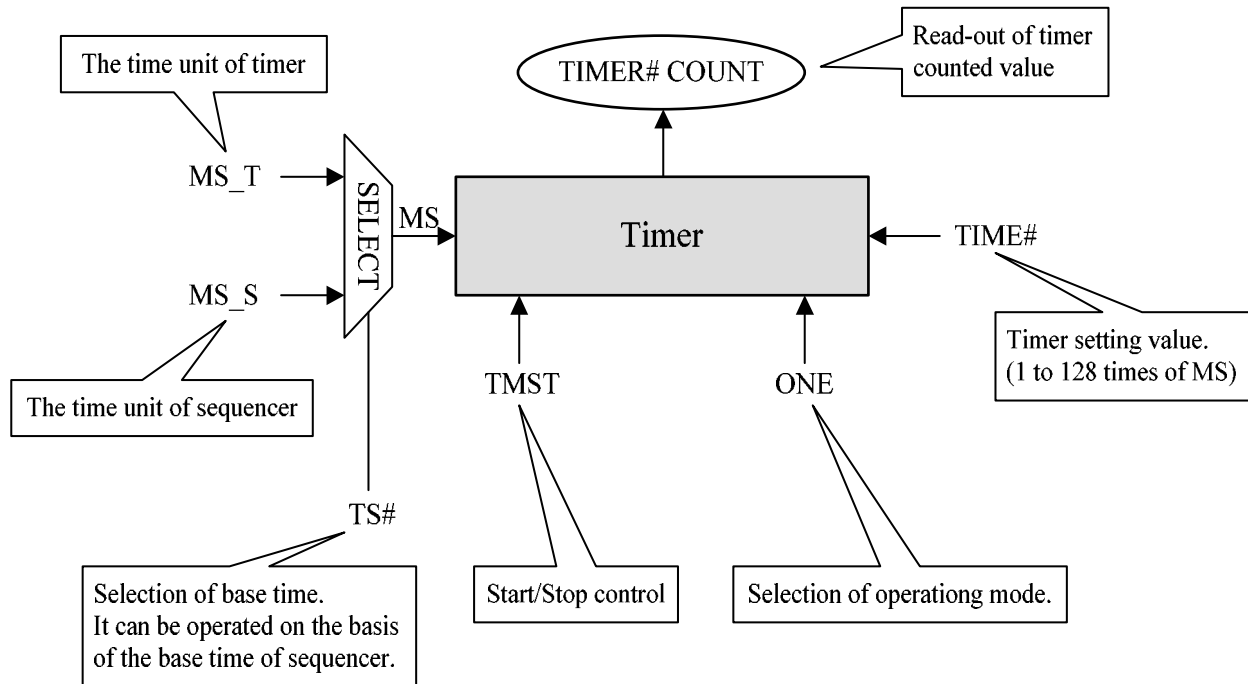 The time unit of timer
TIMER# COUNT
Read-out of timer
counted value
MS_T
SELECT
MS
Timer
TIME#
MS_S
Timer setting value.
(1 to 128 times of MS)
TMST
ONE
The time unit of sequencer
TS#
Selection of base time.
It can be operated on the basis
of the base time of sequencer.
Start/Stop control
Selection of operationg mode.